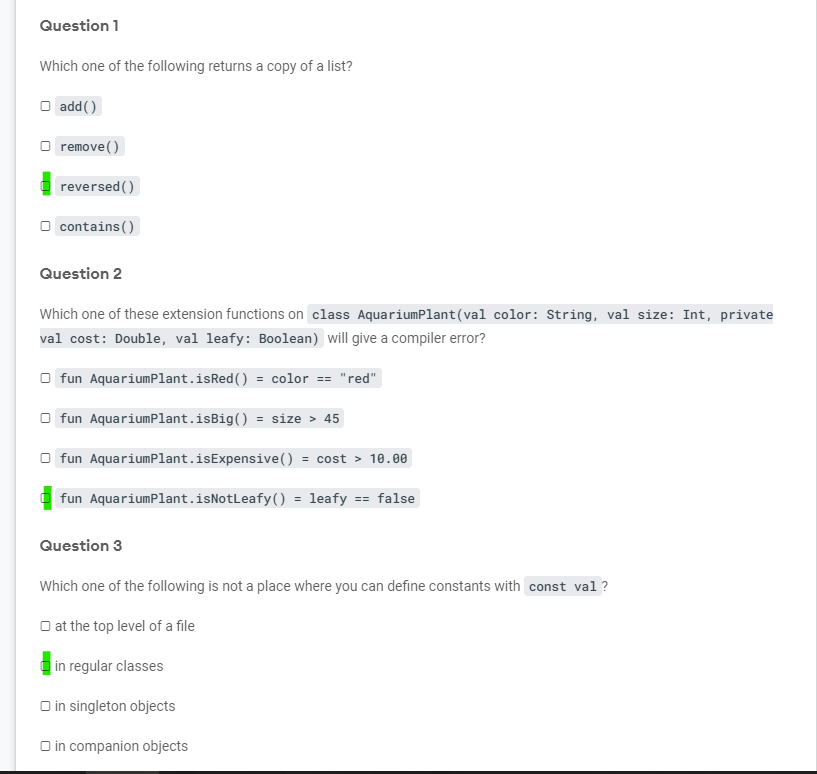 Question 1
Which one of the following returns a copy of a list?
add()
remove()
reversed()
contains()
Question 2
Which one of these extension functions on class AquariumPlant(val color: String, val size: Int, private
val cost: Double, val leafy: Boolean) will give a compiler error?
fun AquariumPlant.isRed() = color == "red"
fun AquariumPlant.isBig() = size > 45
fun AquariumPlant.isExpensive() = cost > 10.00
fun AquariumPlant.isNotLeafy() = leafy == false
Question 3
Which one of the following is not a place where you can define constants with const val?
at the top level of a file
in regular classes
in singleton objects
in companion objects